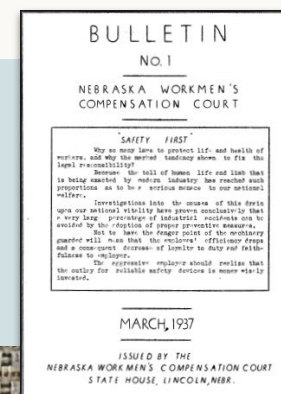 BULLETIN
No. 1
NEBRASKA WORKMEN'S
COMPENSATION COURT
"SAFETY FIRST"
Why so many laws to protect life and health of
workers, and why the marked tendency shown to fix the
legal responsibility?
Because the toll of human life and limb that
is being exacted by modern industry has reached such
proportions as to be a serious menace to our national
welfare.
Investigations into the causes of this drain
upon our national vitality have proven conclusively that
a very large percentage of industrial accidents can be
avoided by the adoption of proper preventive measures.
Not to have the danger point of the machinery
guarded will mean that the employes' efficiency drops
and a consequent decrease of loyalty to duty and faith-
fulness to employer.
The aggressive employer should realize that
the outlay for reliable safety devices is money wisely
invested.
MARCH, 1937
ISSUED BY THE
NEBRASKA WORKMEN'S COMPENSATION COURT
STATE HOUSE, LINCOLN, NEBR.